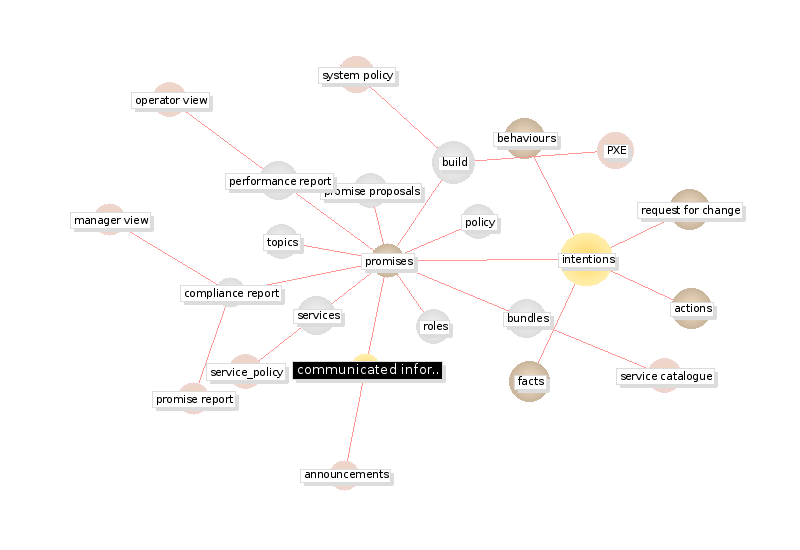 system policy
operator view
behaviours
PXE
build
performance report
promise proposals
request for change
manager view
policy
topics
promises
intentions
compliance report
actions
services
bundles
roles
communicated infor..
service_policy
service catalogue
facts
promise report
announcements